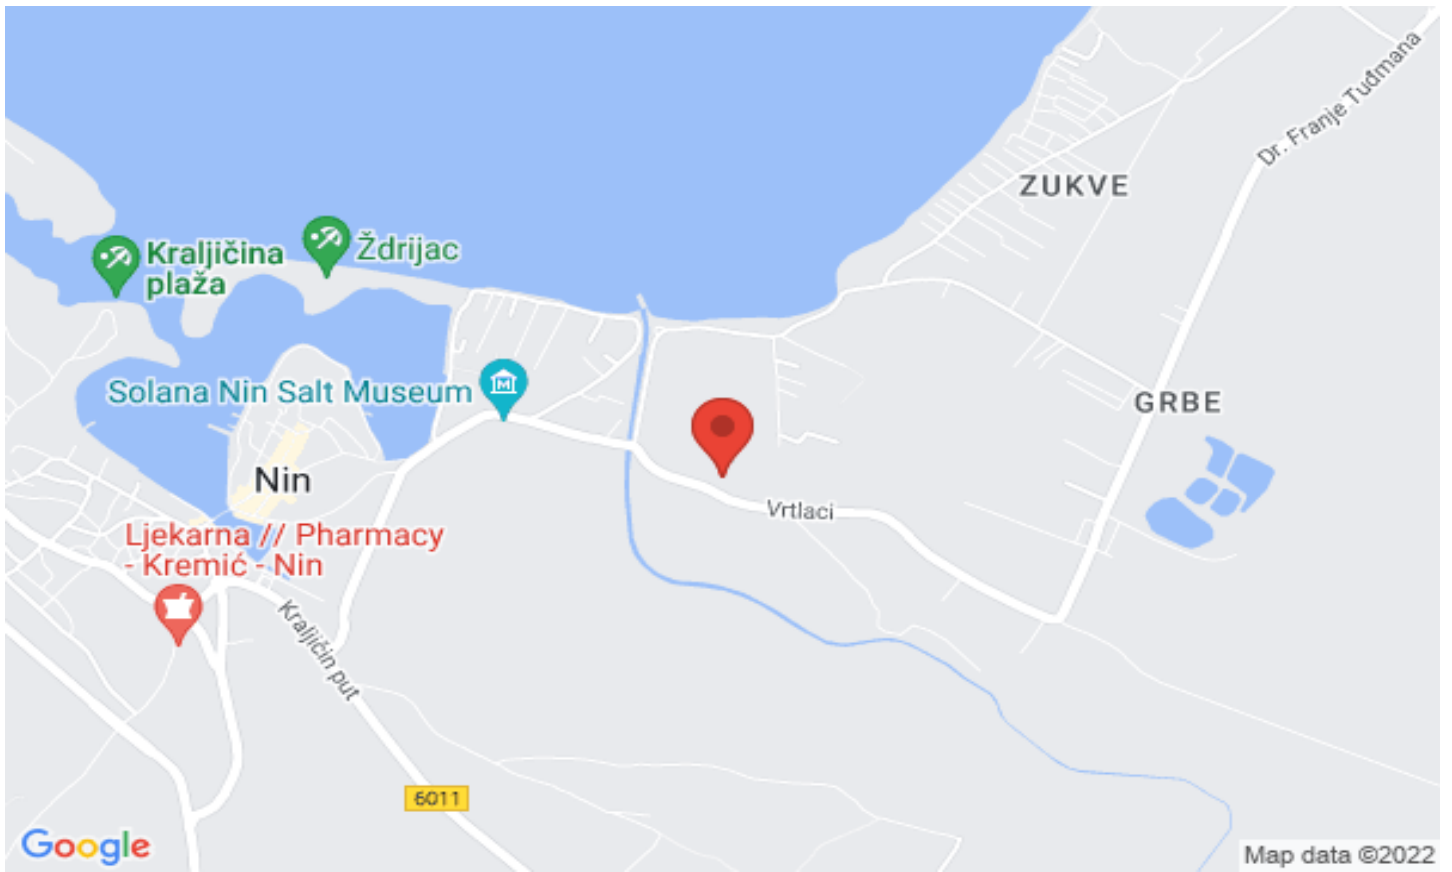 Dr. Franje Tuđmana
ZUKVE
Kraljičina
plaža
Ždrijac
Solana Nin Salt Museum
GRBE
Nin
Vrtlaci
Ljekarna // Pharmacy
- Kremić - Nin
Kraljičin put
6011
Google
Map data ©2022